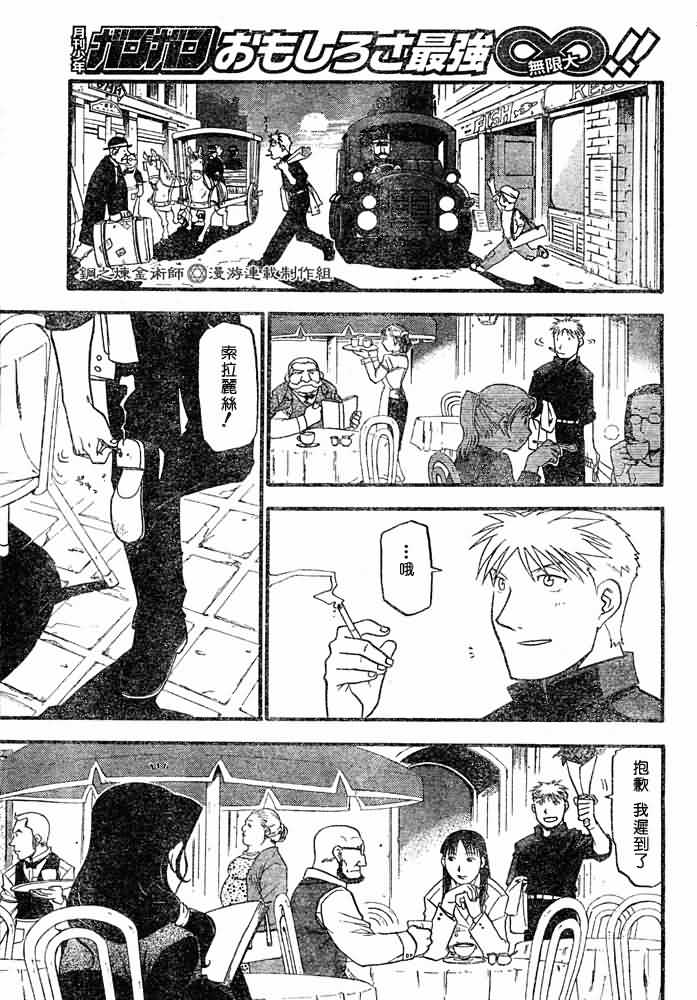 月刊少年
ガンガン おもしろさ最強 ∞ 無限大 !!
FISH
鋼之煉金術師 漫游連載制作組
索拉麗絲!
…哦
抱歉 我遲到了